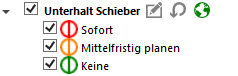 Unterhalt Schieber
Sofort
Mittelfristig planen
Keine